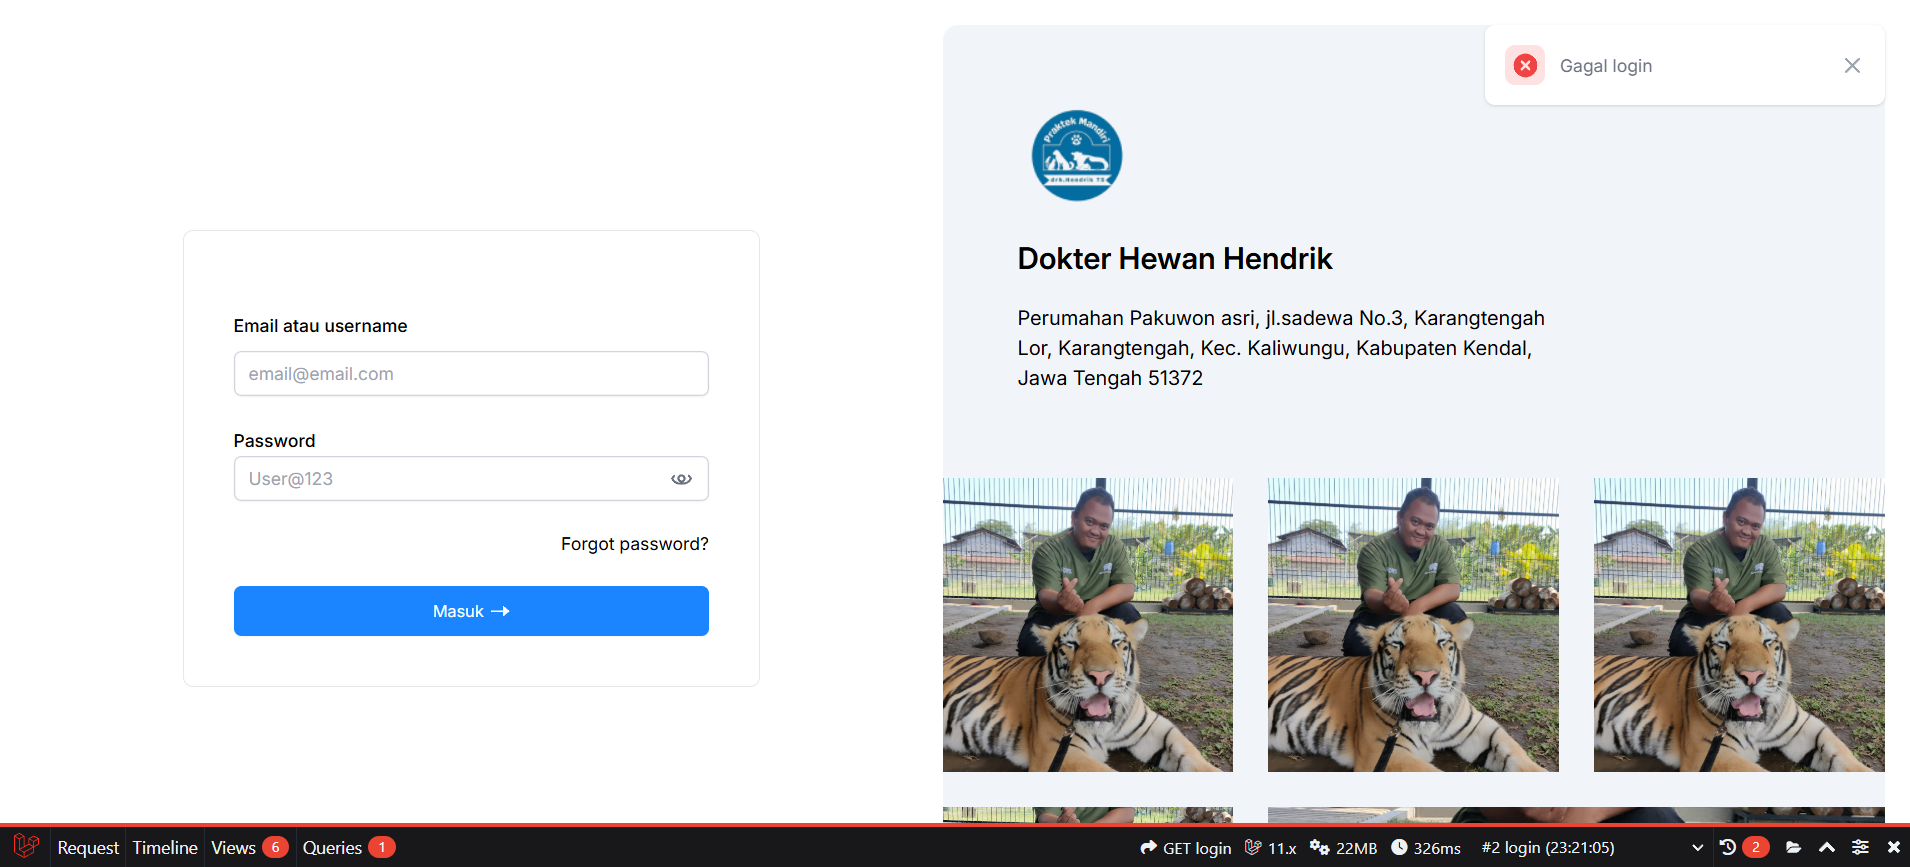 Email atau username
email@email.com
Password
User@123
Forgot password?
Masuk
Gagal login
Praktek Mandiri
drh.Hendrik TS
Dokter Hewan Hendrik
Perumahan Pakuwon asri, jl.sadewa No.3, Karangtengah
Lor, Karangtengah, Kec. Kaliwungu, Kabupaten Kendal,
Jawa Tengah 51372
Request Timeline Views 6 Queries 1 GET login 11.x 22MB 326ms #2 login (23:21:05) 2